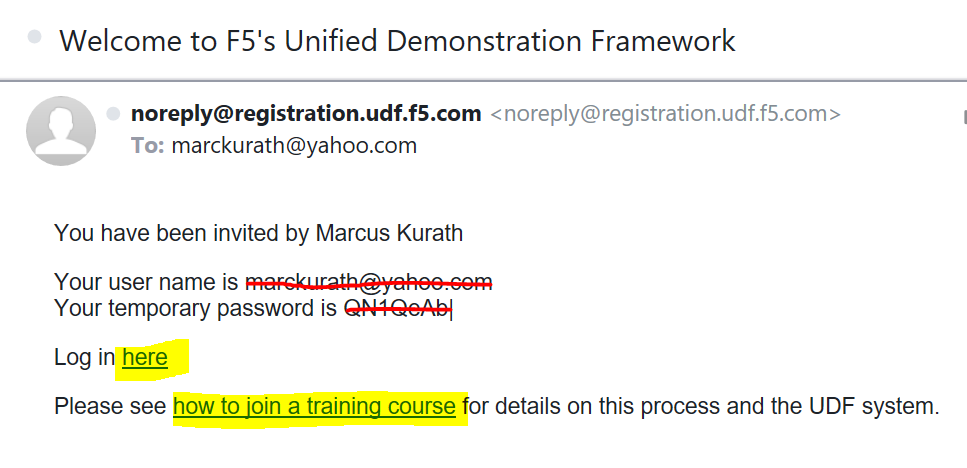 Welcome to F5's Unified Demonstration Framework
noreply@registration.udf.f5.com <noreply@registration.udf.f5.com>
To: marckurath@yahoo.com
You have been invited by Marcus Kurath
Your user name is marckurath@yahoo.com
Your temporary password is
Log in here
Please see how to join a training course for details on this process and the UDF system.